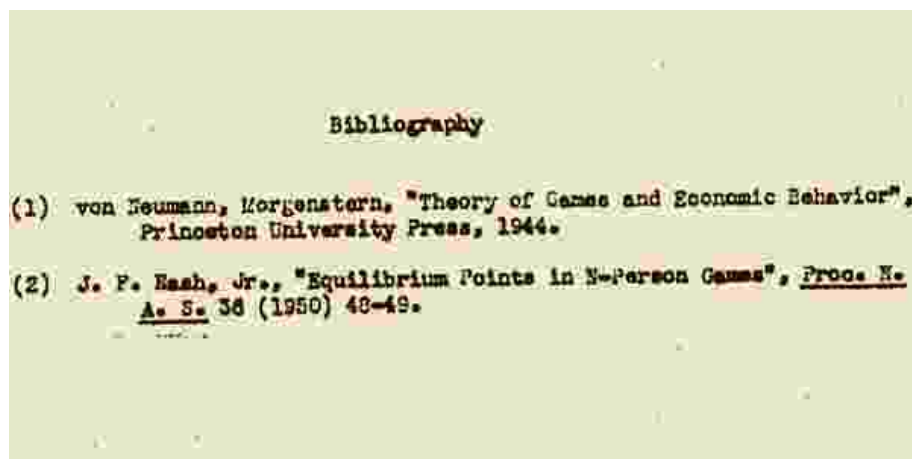 Bibliography
(1) von Neumann, Morgenstern, "Theory of Games and Economic Behavior",
Princeton University Press, 1944.
(2) J. F. Nash, Jr., "Equilibrium Points in N-Person Games", Proc. N.
A. S. 36 (1950) 48-49.